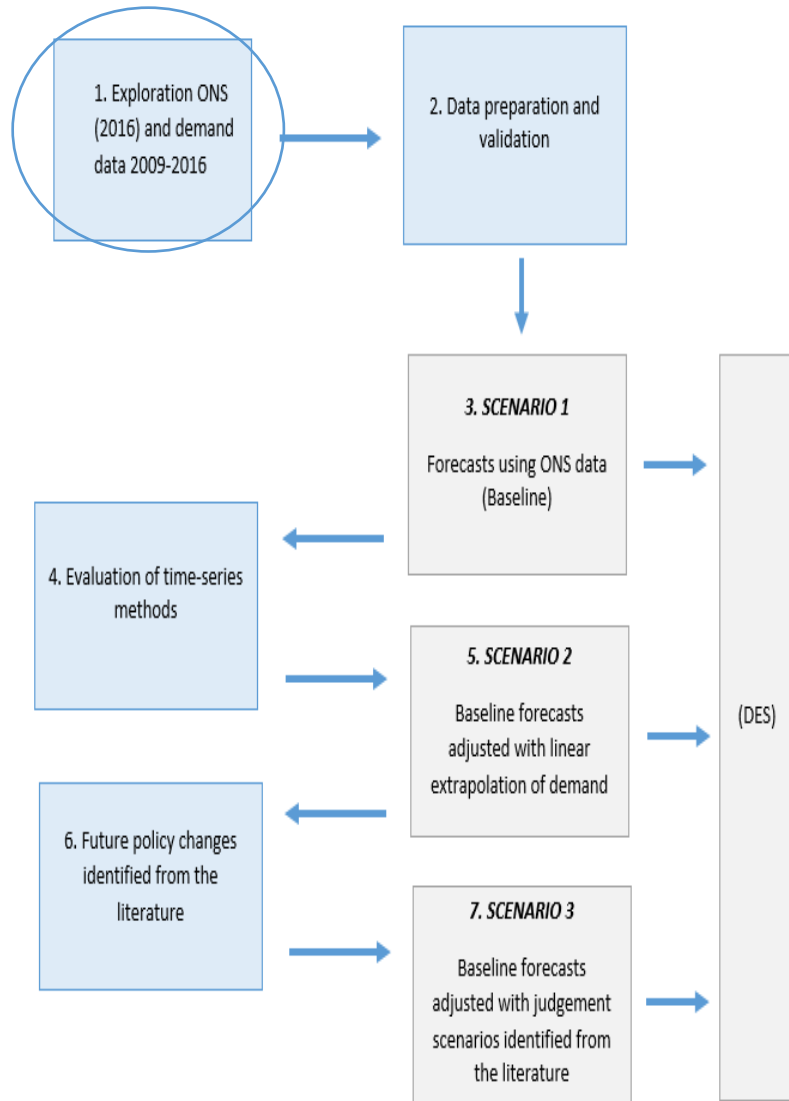 1. Exploration ONS
(2016) and demand
data 2009-2016
2. Data preparation and
validation
3. SCENARIO 1
Forecasts using ONS data
(Baseline)
4. Evaluation of time-series
methods
5. SCENARIO 2
Baseline forecasts
adjusted with linear
extrapolation of demand
(DES)
6. Future policy changes
identified from the
literature
7. SCENARIO 3
Baseline forecasts
adjusted with judgement
scenarios identified from
the literature